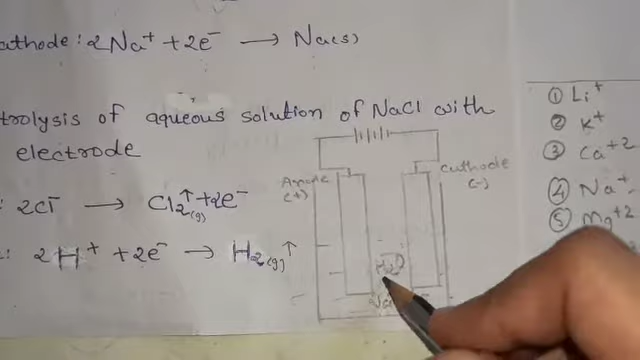 athode: 2Na⁺ + 2e⁻ → Na(s)
trolysis of aqueous solution of NaCl with
electrode
: 2Cl⁻ → Cl₂(g)↑ + 2e⁻
: 2H⁺ + 2e⁻ → H₂(g)↑
Anode
(+)
Cathode
(-)
① Li⁺
② K⁺
③ Ca⁺²
④ Na⁺
⑤ Mg⁺²